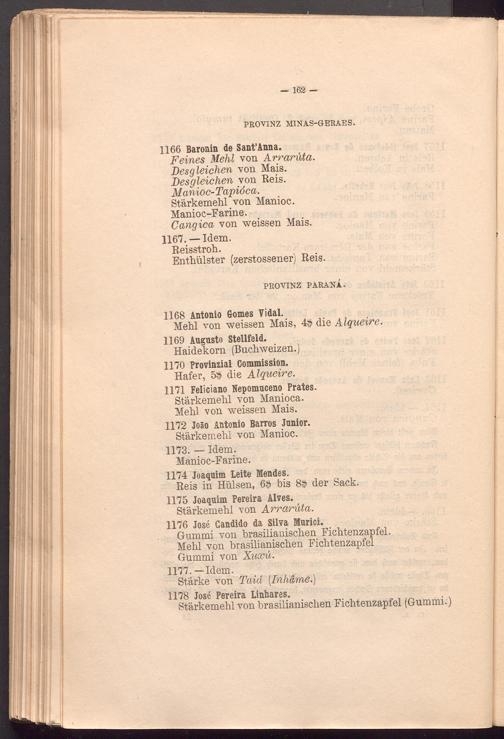 — 162 —
PROVINZ MINAS-GERAES.
1166 Baronin de Sant'Anna.
Feines Mehl von Arrarúta.
Desgleichen von Mais.
Desgleichen von Reis.
Manioc-Tapióca.
Stärkemehl von Manioc.
Manioc-Farine.
Cangica von weissen Mais.
1167. — Idem.
Reisstroh.
Enthülster (zerstossener) Reis.
PROVINZ PARANÁ.
1168 Antonio Gomes Vidal.
Mehl von weissen Mais, 4$ die Alqueire.
1169 Augusto Stellfeld.
Haidekorn (Buchweizen.)
1170 Provinzial Commission.
Hafer, 5$ die Alqueire.
1171 Feliciano Nepomuceno Prates.
Stärkemehl von Manioca.
Mehl von weissen Mais.
1172 João Antonio Barros Junior.
Stärkemehl von Manioc.
1173. — Idem.
Manioc-Farine.
1174 Joaquim Leite Mendes.
Reis in Hülsen, 6$ bis 8$ der Sack.
1175 Joaquim Pereira Alves.
Stärkemehl von Arrarúta.
1176 José Candido da Silva Murici.
Gummi von brasilianischen Fichtenzapfel.
Mehl von brasilianischen Fichtenzapfel
Gummi von Xuxú.
1177. — Idem.
Stärke von Taiá (Inháme.)
1178 José Pereira Linhares.
Stärkemehl von brasilianischen Fichtenzapfel (Gummi.)